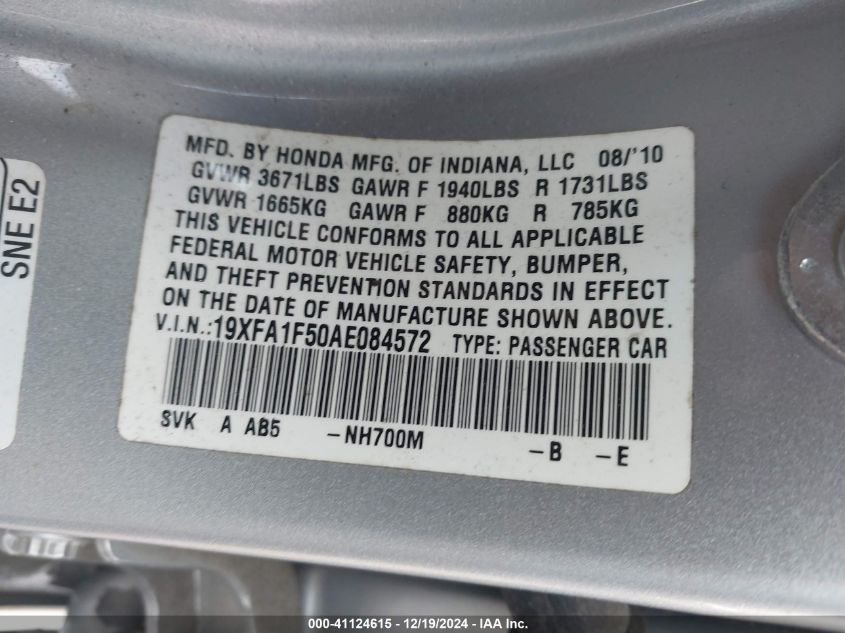 MFD. BY HONDA MFG. OF INDIANA, LLC 08/'10
GVWR 3671LBS GAWR F 1940LBS R 1731LBS
GVWR 1665KG GAWR F 880KG R 785KG
THIS VEHICLE CONFORMS TO ALL APPLICABLE
FEDERAL MOTOR VEHICLE SAFETY, BUMPER,
AND THEFT PREVENTION STANDARDS IN EFFECT
ON THE DATE OF MANUFACTURE SHOWN ABOVE.
V.I.N.:19XFA1F50AE084572 TYPE: PASSENGER CAR
SVK A AB5 -NH700M -B -E
SNE E2
000-41124615 - 12/19/2024 - IAA Inc.